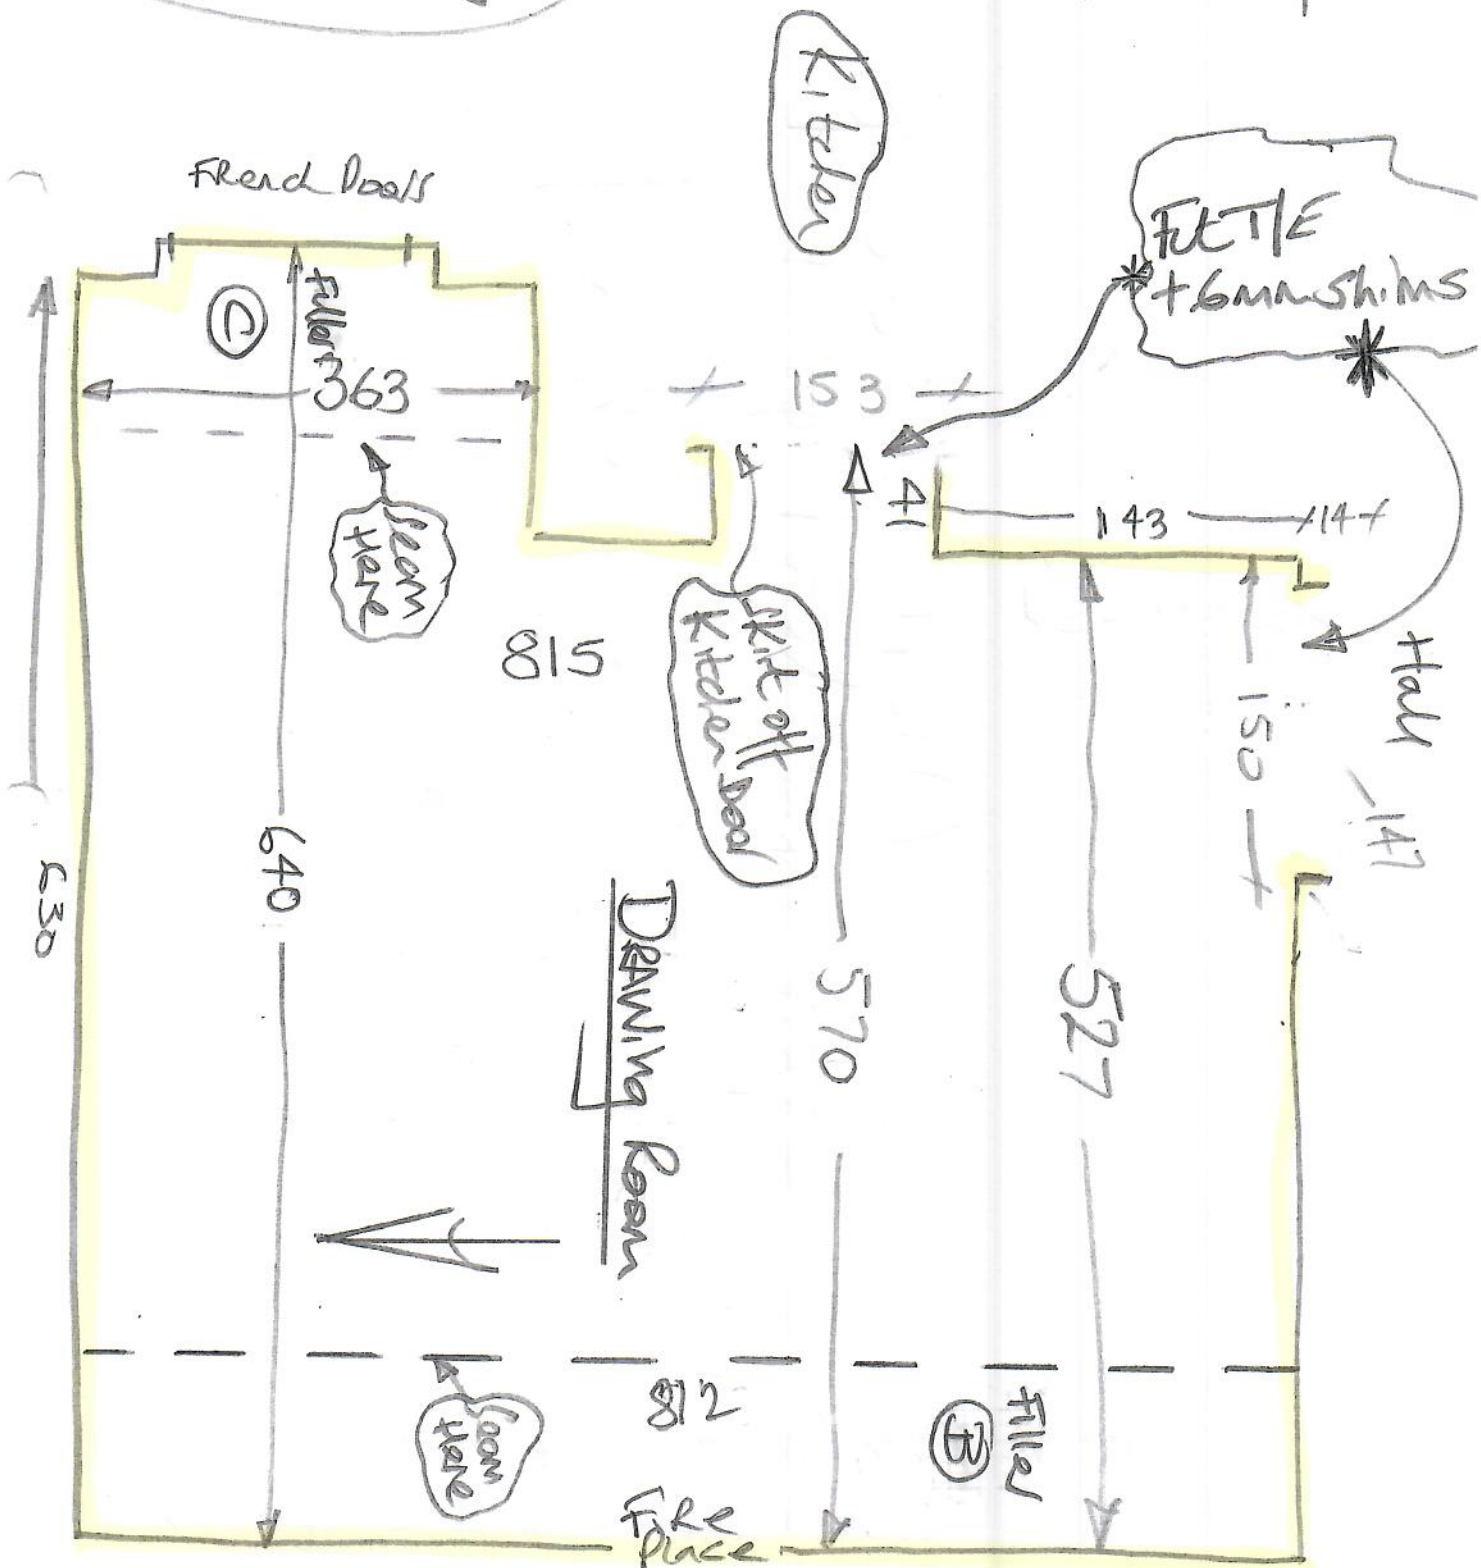 Kitchen
French Doors
Fit T/E
+6mm shims
C
Filler
363
153
41
143
14
Hall
150
147
Seam
Here
815
Skirt off
Kitchen Door
640
630
570
527
Drawing Room
812
Seam
Here
Filler
B
Fire
Place